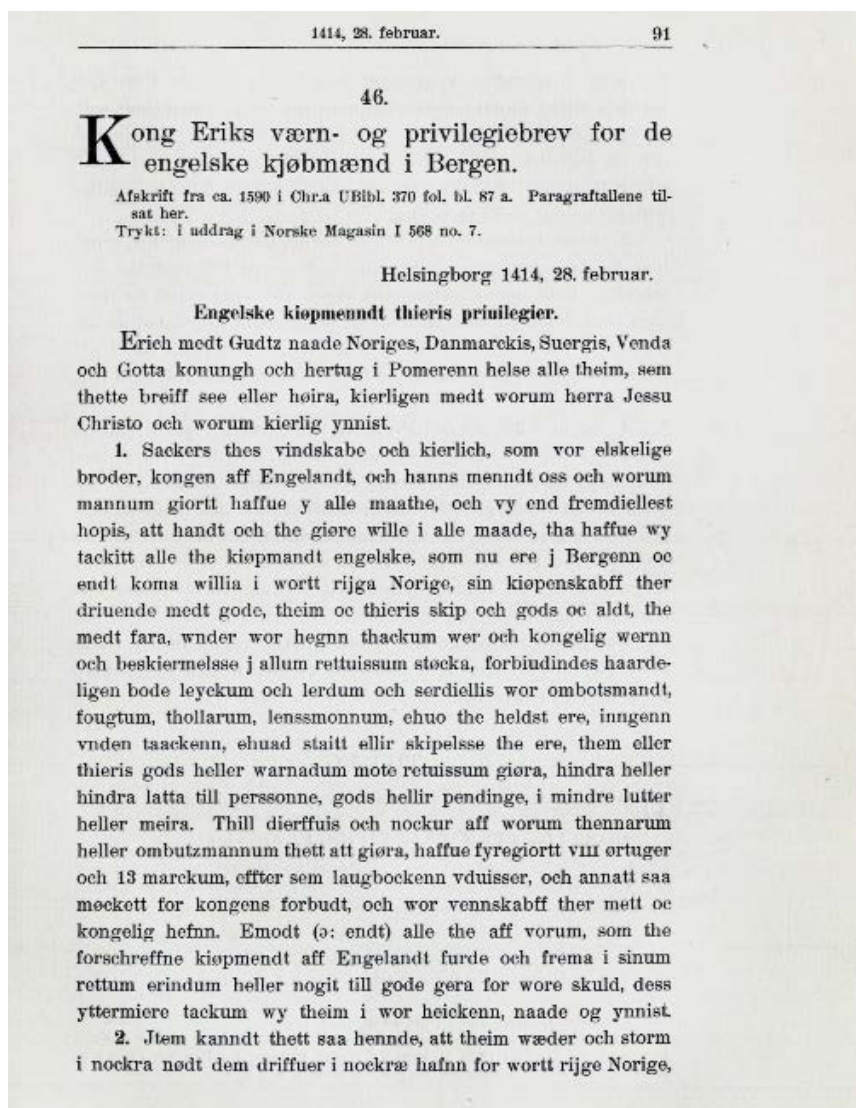 1414, 28. februar. 91
46.
Kong Eriks værn- og privilegiebrev for de
engelske kjøbmænd i Bergen.
Afskrift fra ca. 1590 i Chr.a UBibl. 370 fol. bl. 87 a. Paragraftallene til-
sat her.
Trykt: i uddrag i Norske Magasin I 568 no. 7.
Helsingborg 1414, 28. februar.
Engelske kiøpmenndt thieris priuilegier.
Erich medt Gudtz naade Noriges, Danmarckis, Suergis, Venda
och Gotta konungh och hertug i Pomerenn helse alle theim, sem
thette breiff see eller høira, kierligen medt worum herra Jessu
Christo och worum kierlig ynnist.
1. Sackers thes vindskabe och kierlich, som vor elskelige
broder, kongen aff Engelandt, och hanns menndt oss och worum
mannum giortt haffue y alle maathe, och vy end fremdiellest
hopis, att handt och the giøre wille i alle maade, tha haffue wy
tackitt alle the kiøpmandt engelske, som nu ere j Bergenn oc
endt koma willia i wortt rijga Norige, sin kiøpenskabff ther
driuende medt gode, theim oc thieris skip och gods oc aldt, the
medt fara, wnder wor hegnn thackum wer och kongelig wernn
och beskiermelsse j allum rettuissum støcka, forbiudindes haarde-
ligen bode leyckum och lerdum och serdiellis wor ombotsmandt,
fougtum, thollarum, lenssmonnum, ehuo the heldst ere, inngenn
vnden taackenn, ehuad staitt ellir skipelsse the ere, them eller
thieris gods heller warnadum mote retuissum giøra, hindra heller
hindra latta till perssonne, gods hellir pendinge, i mindre lutter
heller meira. Thill dierffuis och nockur aff worum thennarum
heller ombutzmannum thett att giøra, haffue fyregiortt VIII ørtuger
och 13 marckum, effter sem laugbockenn vduisser, och annatt saa
møckett for kongens forbudt, och wor vennskabff ther mett oc
kongelig hefnn. Emodt (ɔ: endt) alle the aff vorum, som the
forschreffne kiøpmendt aff Engelandt furde och frema i sinum
rettum erindum heller nogit till gode gera for wore skuld, dess
yttermiere tackum wy theim i wor heickenn, naade og ynnist.
2. Jtem kanndt thett saa hennde, att theim wæder och storm
i nockra nødt dem driffuer i nockræ hafnn for wortt rijge Norige,